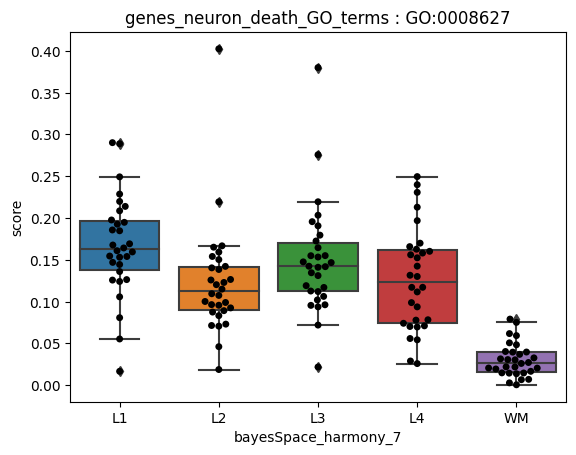 genes_neuron_death_GO_terms : GO:0008627
score
0.40
0.35
0.30
0.25
0.20
0.15
0.10
0.05
0.00
L1 L2 L3 L4 WM
bayesSpace_harmony_7